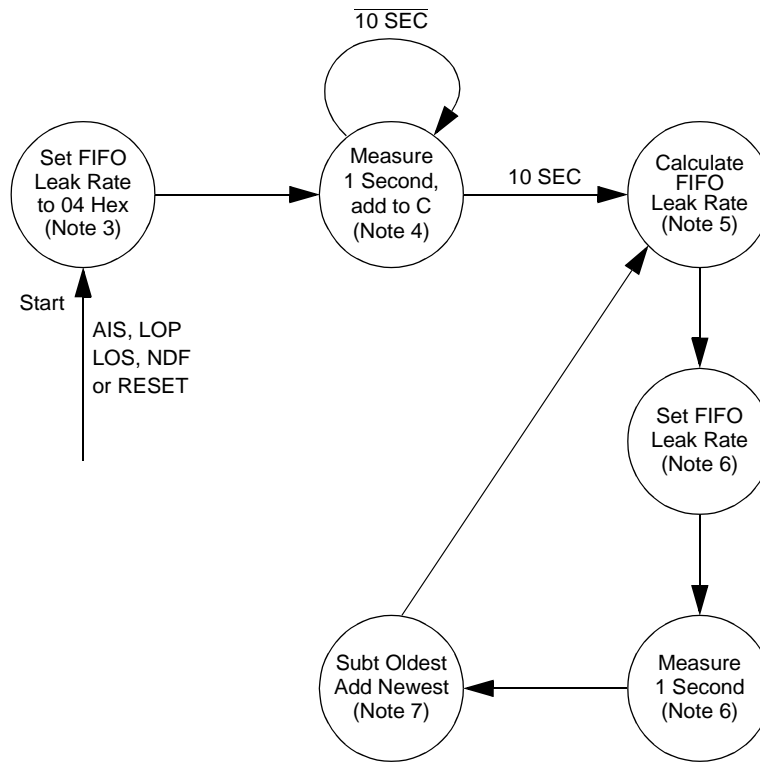 10 SEC
Set FIFO
Leak Rate
to 04 Hex
(Note 3)
Measure
1 Second,
add to C
(Note 4)
10 SEC
Calculate
FIFO
Leak Rate
(Note 5)
Start
AIS, LOP
LOS, NDF
or RESET
Set FIFO
Leak Rate
(Note 6)
Subt Oldest
Add Newest
(Note 7)
Measure
1 Second
(Note 6)